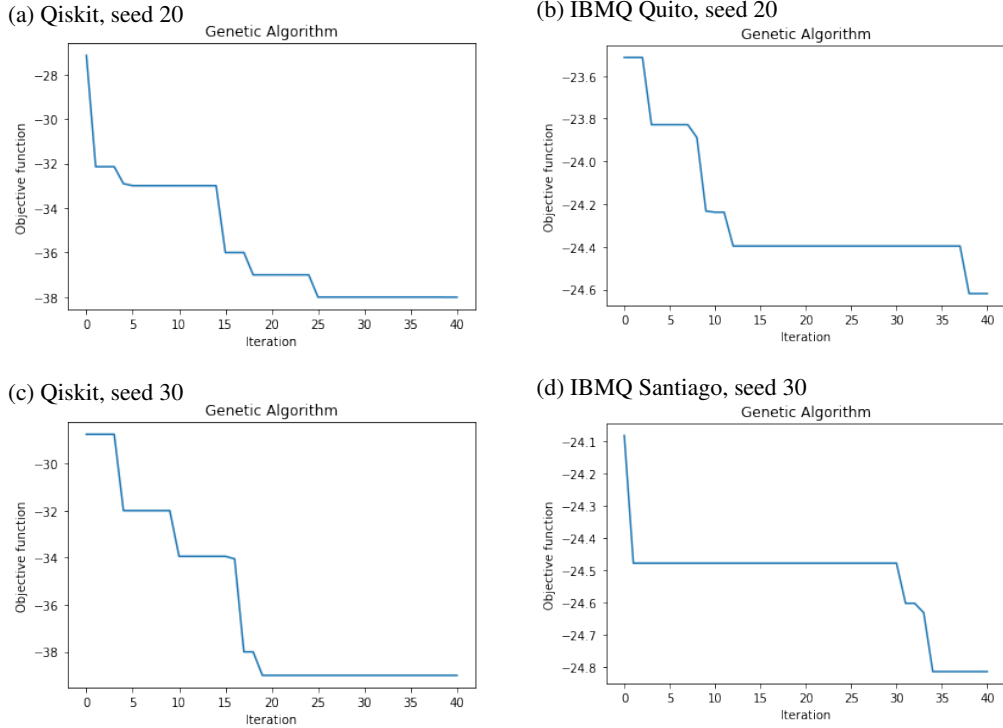 (a) Qiskit, seed 20
Genetic Algorithm
−28
−30
−32
−34
−36
−38
Objective function
0 5 10 15 20 25 30 35 40
Iteration
(b) IBMQ Quito, seed 20
Genetic Algorithm
−23.6
−23.8
−24.0
−24.2
−24.4
−24.6
Objective function
0 5 10 15 20 25 30 35 40
Iteration
(c) Qiskit, seed 30
Genetic Algorithm
−30
−32
−34
−36
−38
Objective function
0 5 10 15 20 25 30 35 40
Iteration
(d) IBMQ Santiago, seed 30
Genetic Algorithm
−24.1
−24.2
−24.3
−24.4
−24.5
−24.6
−24.7
−24.8
Objective function
0 5 10 15 20 25 30 35 40
Iteration